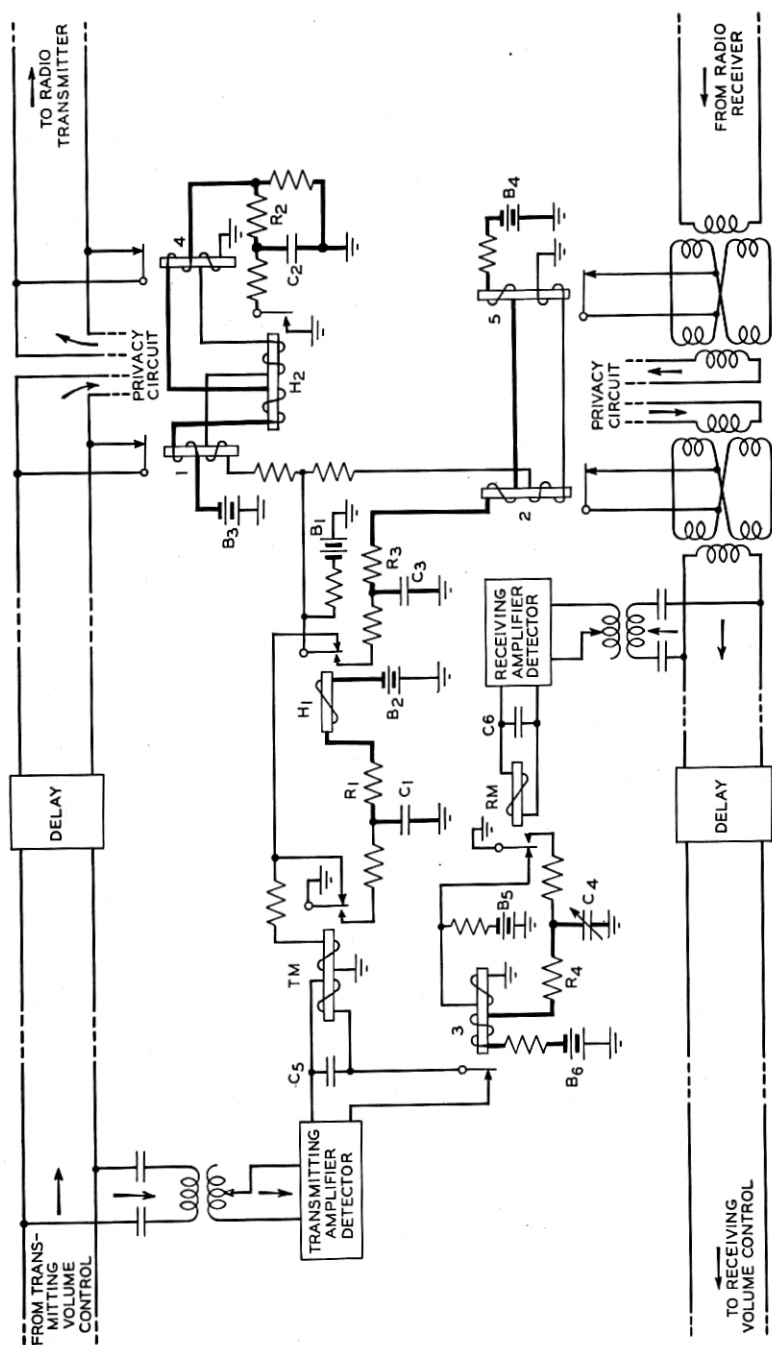 FROM TRANS-
MITTING
VOLUME
CONTROL
DELAY
PRIVACY
CIRCUIT
TO RADIO
TRANSMITTER
TRANSMITTING
AMPLIFIER
DETECTOR
C5
TM
R1
C1
H1
B2
B1
R3
C3
B3
1
H2
4
R2
C2
3
B6
B5
R4
C4
RM
C6
RECEIVING
AMPLIFIER
DETECTOR
2
5
B4
TO RECEIVING
VOLUME CONTROL
DELAY
PRIVACY
CIRCUIT
FROM RADIO
RECEIVER